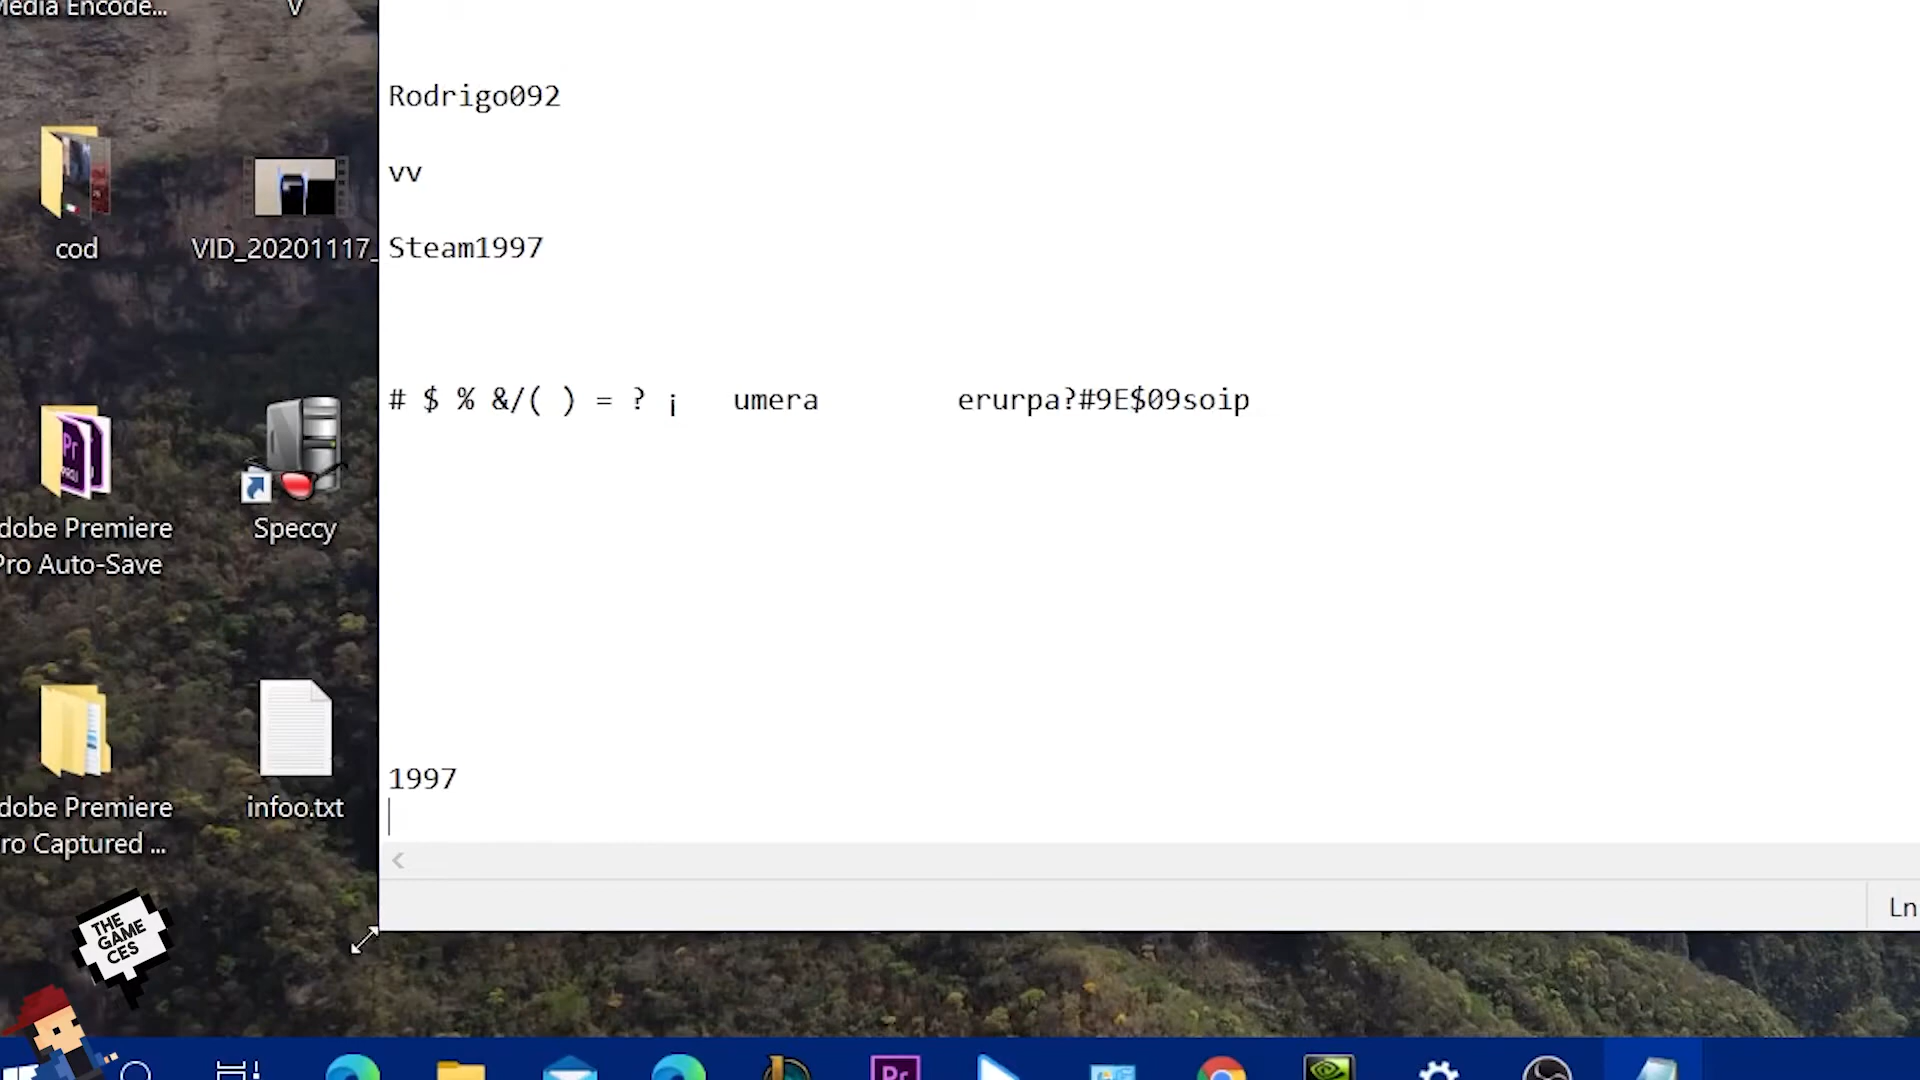 Media Encode...
V
Rodrigo092
vv
cod
VID_20201117_
Steam1997
# $ % &/( ) = ? ¡ umera erurpa?#9E$09soip
dobe Premiere
Pro Auto-Save
Speccy
1997
dobe Premiere
ro Captured ...
infoo.txt
Ln
THE
GAME
CES
Pr